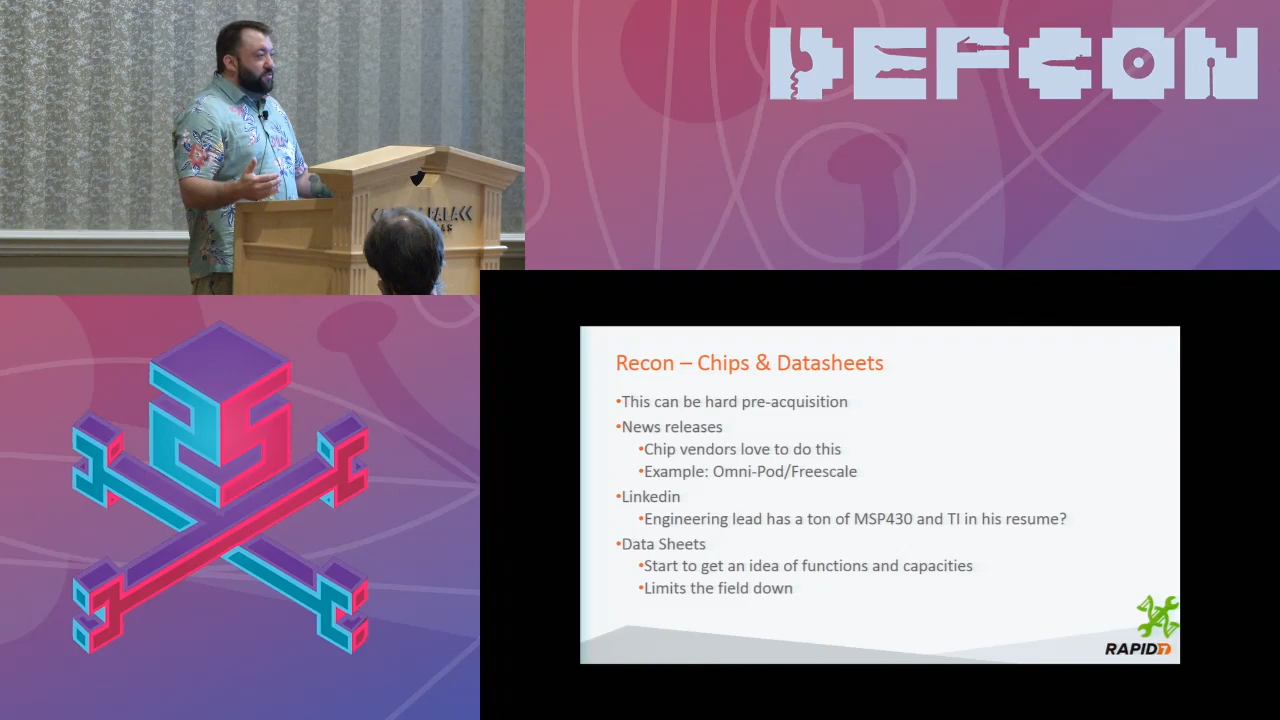 DEFCON
Recon – Chips & Datasheets
•This can be hard pre-acquisition
•News releases
•Chip vendors love to do this
•Example: Omni-Pod/Freescale
•Linkedin
•Engineering lead has a ton of MSP430 and TI in his resume?
•Data Sheets
•Start to get an idea of functions and capacities
•Limits the field down
RAPID7